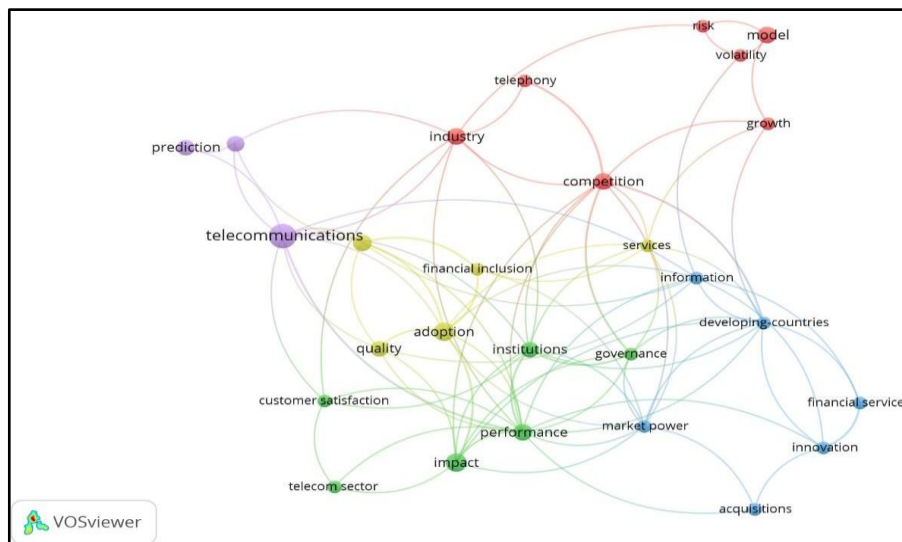 risk
model
volatility
telephony
growth
industry
prediction
competition
telecommunications
services
financial inclusion
information
developing-countries
adoption
quality
institutions
governance
customer satisfaction
financial service
market power
performance
innovation
impact
telecom sector
acquisitions
VOSviewer